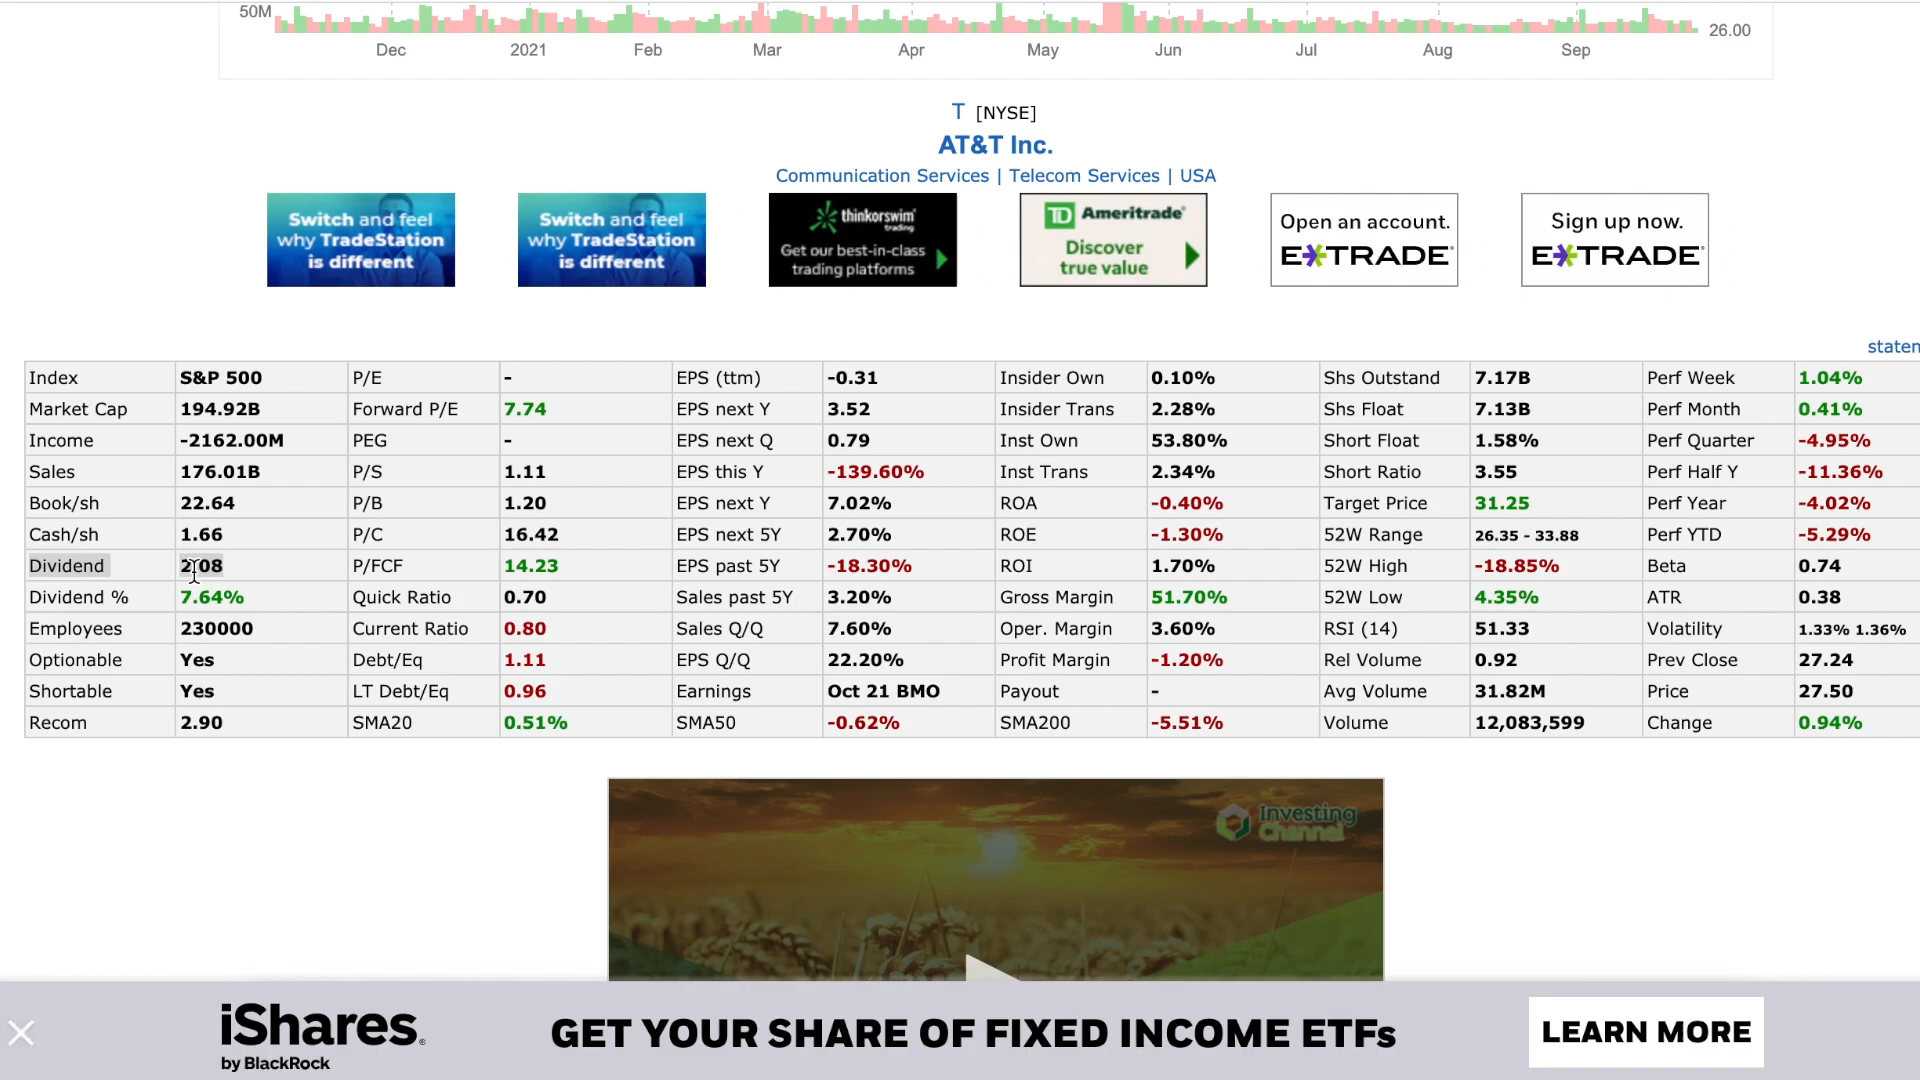 50M
26.00
Dec 2021 Feb Mar Apr May Jun Jul Aug Sep
T [NYSE]
AT&T Inc.
Communication Services | Telecom Services | USA
Switch and feel
why TradeStation
is different
Switch and feel
why TradeStation
is different
thinkorswim
trading
Get our best-in-class
trading platforms
TD Ameritrade
Discover
true value
Open an account.
E*TRADE
Sign up now.
E*TRADE
staten
Index S&P 500 P/E - EPS (ttm) -0.31 Insider Own 0.10% Shs Outstand 7.17B Perf Week 1.04%
Market Cap 194.92B Forward P/E 7.74 EPS next Y 3.52 Insider Trans 2.28% Shs Float 7.13B Perf Month 0.41%
Income -2162.00M PEG - EPS next Q 0.79 Inst Own 53.80% Short Float 1.58% Perf Quarter -4.95%
Sales 176.01B P/S 1.11 EPS this Y -139.60% Inst Trans 2.34% Short Ratio 3.55 Perf Half Y -11.36%
Book/sh 22.64 P/B 1.20 EPS next Y 7.02% ROA -0.40% Target Price 31.25 Perf Year -4.02%
Cash/sh 1.66 P/C 16.42 EPS next 5Y 2.70% ROE -1.30% 52W Range 26.35 - 33.88 Perf YTD -5.29%
Dividend 2.08 P/FCF 14.23 EPS past 5Y -18.30% ROI 1.70% 52W High -18.85% Beta 0.74
Dividend % 7.64% Quick Ratio 0.70 Sales past 5Y 3.20% Gross Margin 51.70% 52W Low 4.35% ATR 0.38
Employees 230000 Current Ratio 0.80 Sales Q/Q 7.60% Oper. Margin 3.60% RSI (14) 51.33 Volatility 1.33% 1.36%
Optionable Yes Debt/Eq 1.11 EPS Q/Q 22.20% Profit Margin -1.20% Rel Volume 0.92 Prev Close 27.24
Shortable Yes LT Debt/Eq 0.96 Earnings Oct 21 BMO Payout - Avg Volume 31.82M Price 27.50
Recom 2.90 SMA20 0.51% SMA50 -0.62% SMA200 -5.51% Volume 12,083,599 Change 0.94%
Investing
Channel
iShares.
by BlackRock
GET YOUR SHARE OF FIXED INCOME ETFs
LEARN MORE